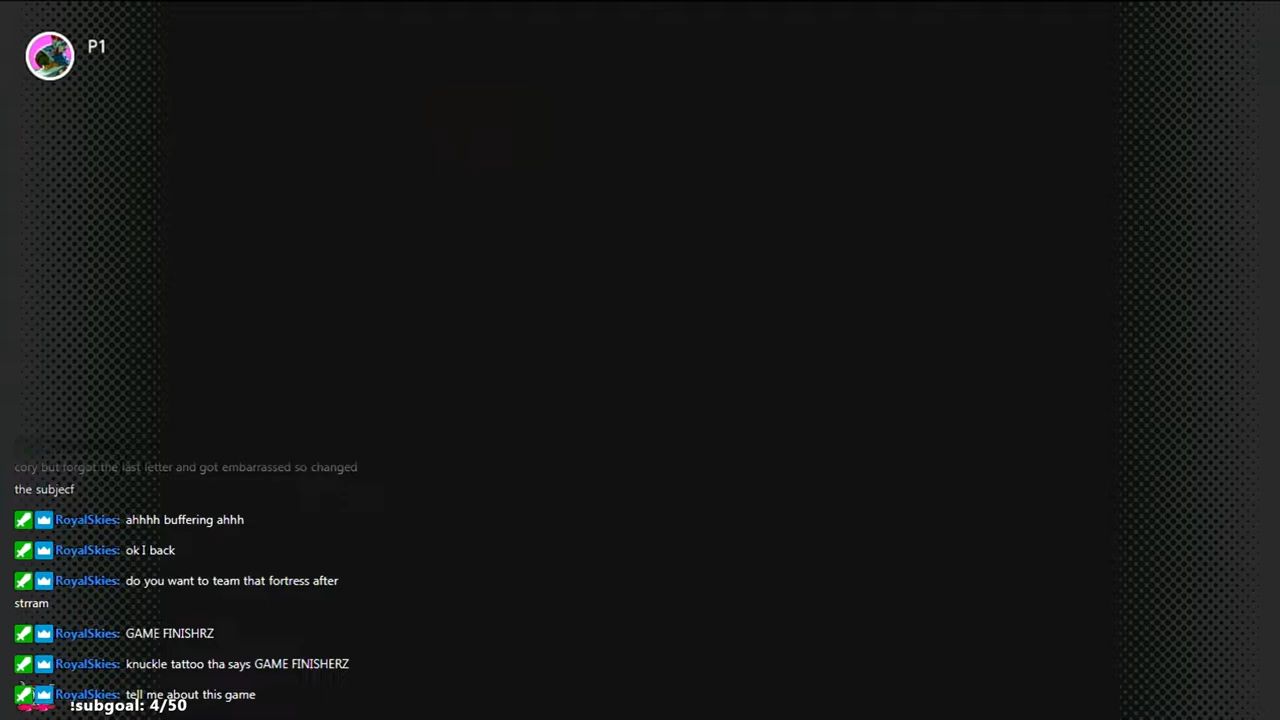 P1
cory but forgot the last letter and got embarrassed so changed
the subjecf
RoyalSkies: ahhhh buffering ahhh
RoyalSkies: ok I back
RoyalSkies: do you want to team that fortress after
strram
RoyalSkies: GAME FINISHRZ
RoyalSkies: knuckle tattoo tha says GAME FINISHERZ
RoyalSkies: tell me about this game
!subgoal: 4/50